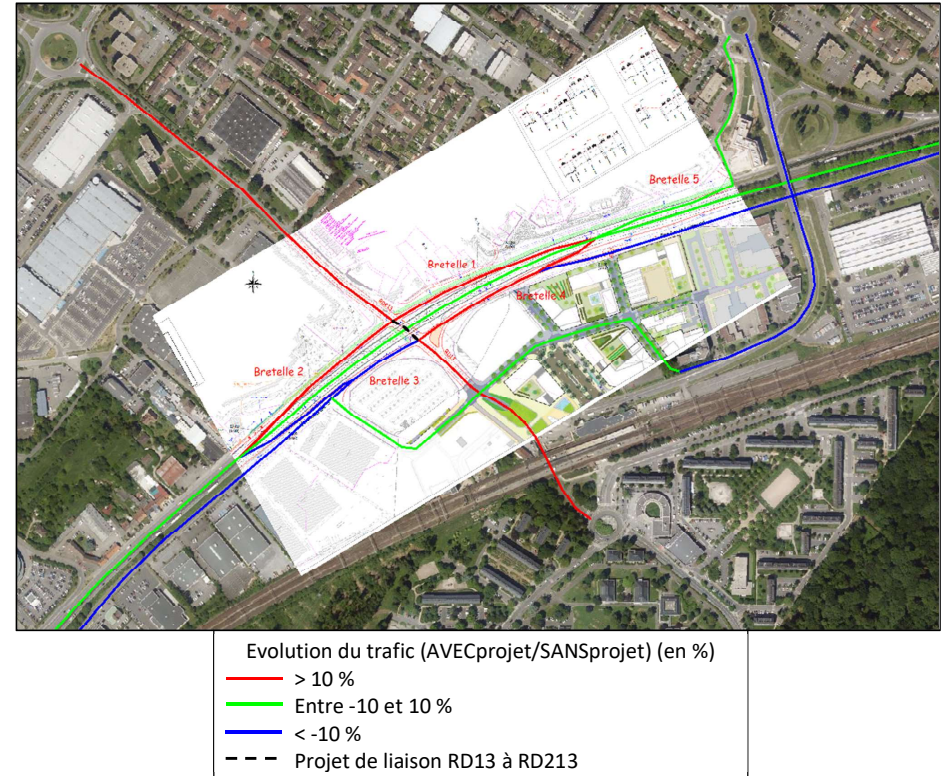 Bretelle 5
Bretelle 1
Bretelle 4
Bretelle 2
Bretelle 3
Evolution du trafic (AVECprojet/SANSprojet) (en %)
> 10 %
Entre -10 et 10 %
< -10 %
Projet de liaison RD13 à RD213